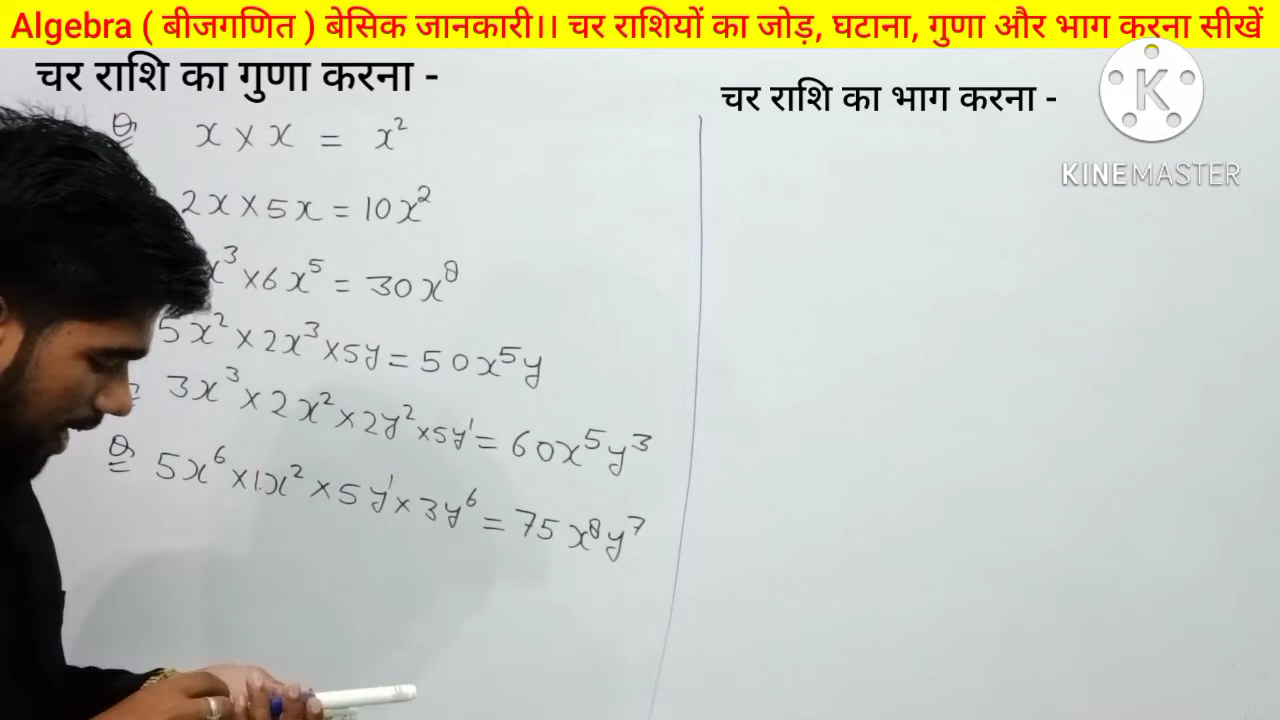 Algebra ( बीजगणित ) बेसिक जानकारी।। चर राशियों का जोड़, घटाना, गुणा और भाग करना सीखें
चर राशि का गुणा करना -
Q x × x = x²
2x × 5x = 10x²
x³ × 6x⁵ = 30x⁸
5x² × 2x³ × 5y = 50x⁵y
3x³ × 2x² × 2y² × 5y¹ = 60x⁵y³
Q 5x⁶ × 1x² × 5y¹ × 3y⁶ = 75x⁸y⁷
चर राशि का भाग करना -
K
KINEMASTER